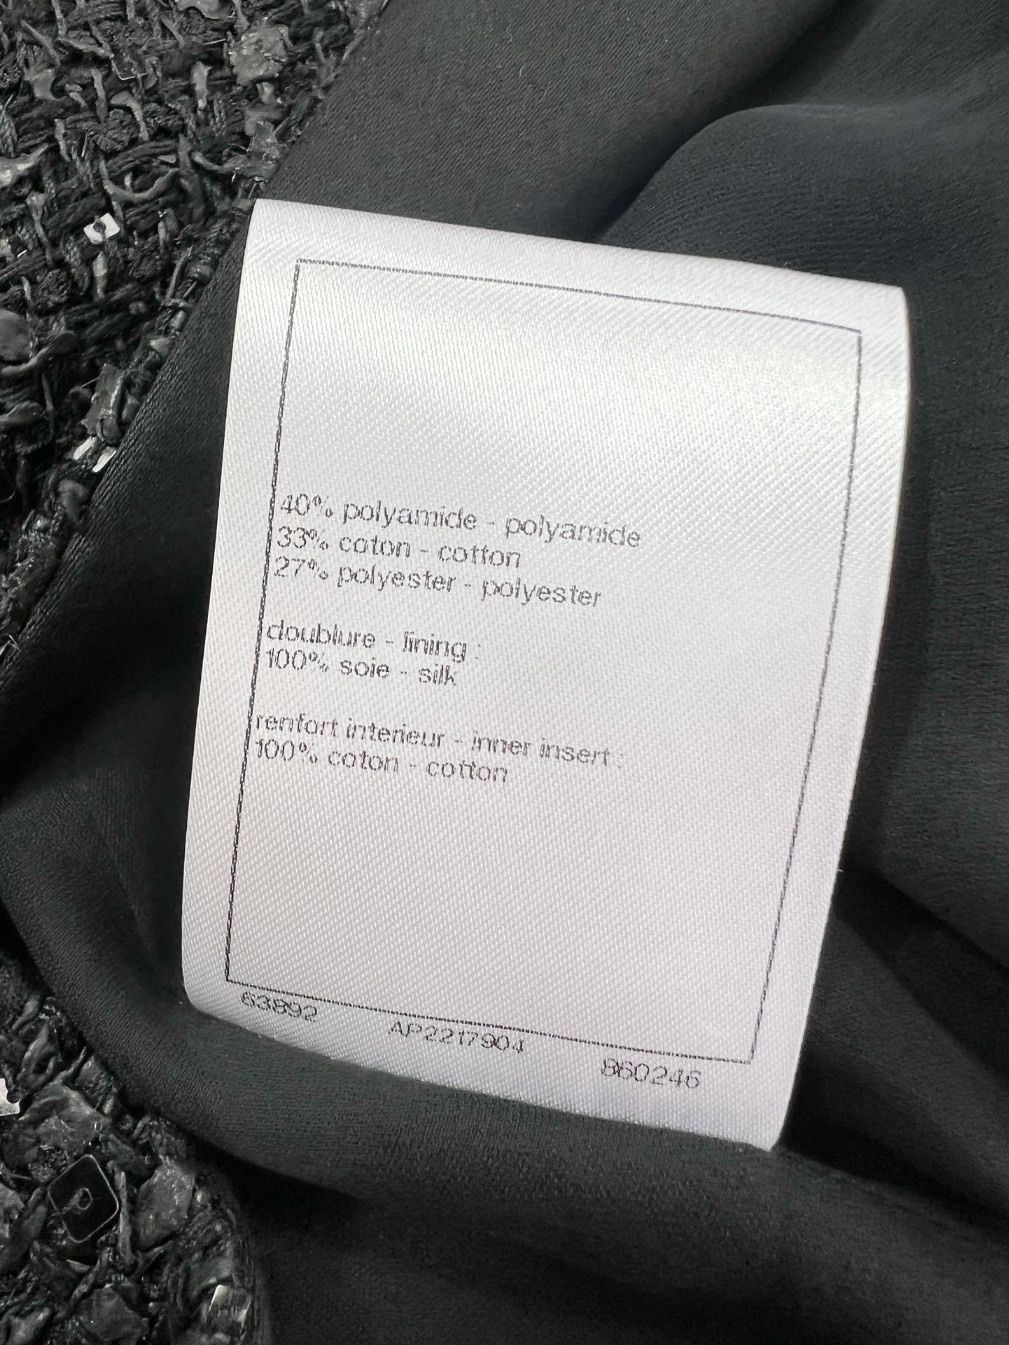 40% polyamide - polyamide
33% coton - cotton
27% polyester - polyester
doublure - lining :
100% soie - silk
renfort interieur - inner insert :
100% coton - cotton
63892 AP2217904 860246